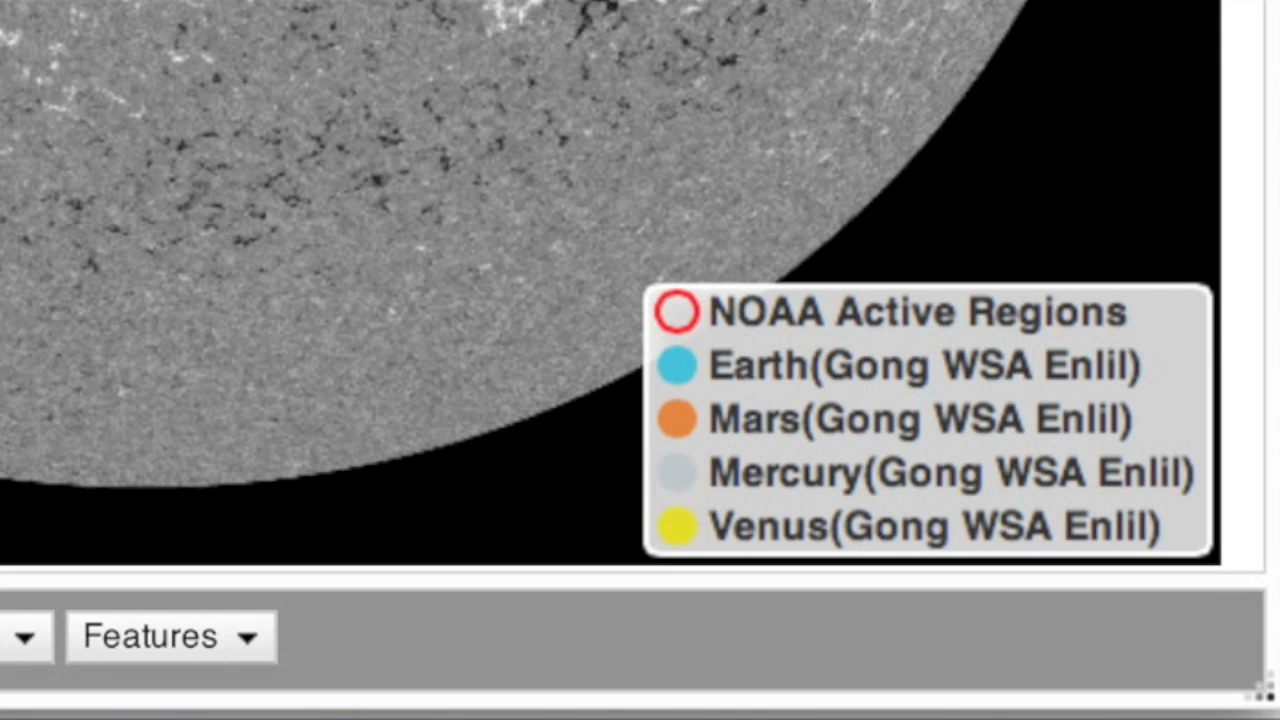 NOAA Active Regions
Earth(Gong WSA Enlil)
Mars(Gong WSA Enlil)
Mercury(Gong WSA Enlil)
Venus(Gong WSA Enlil)
Features